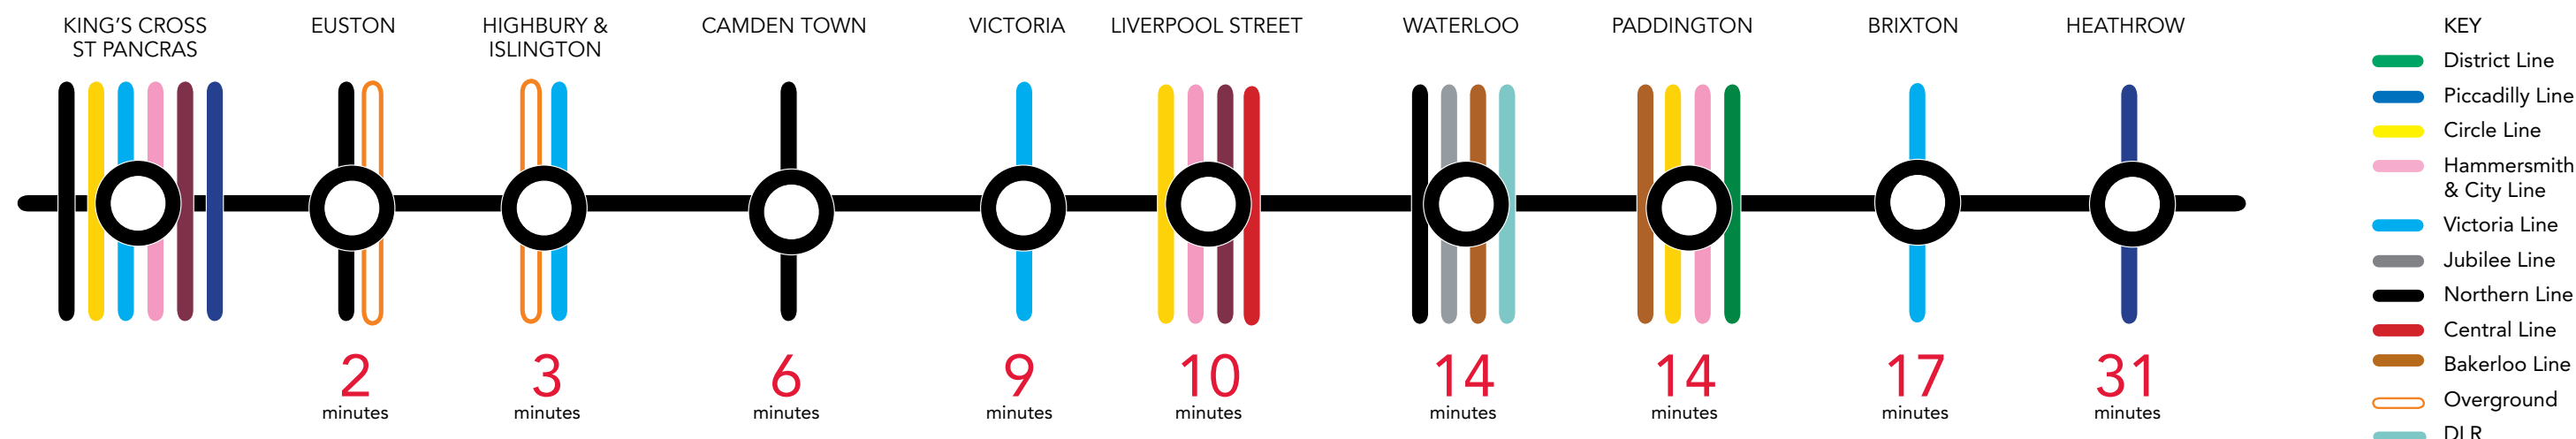 KING'S CROSS
ST PANCRAS
EUSTON
HIGHBURY &
ISLINGTON
CAMDEN TOWN
VICTORIA
LIVERPOOL STREET
WATERLOO
PADDINGTON
BRIXTON
HEATHROW
2
minutes
3
minutes
6
minutes
9
minutes
10
minutes
14
minutes
14
minutes
17
minutes
31
minutes
KEY
District Line
Piccadilly Line
Circle Line
Hammersmith
& City Line
Victoria Line
Jubilee Line
Northern Line
Central Line
Bakerloo Line
Overground
DLR